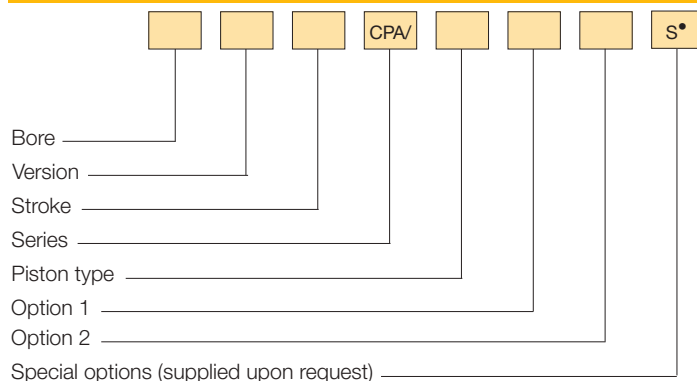 CPA/ S•
Bore
Version
Stroke
Series
Piston type
Option 1
Option 2
Special options (supplied upon request)